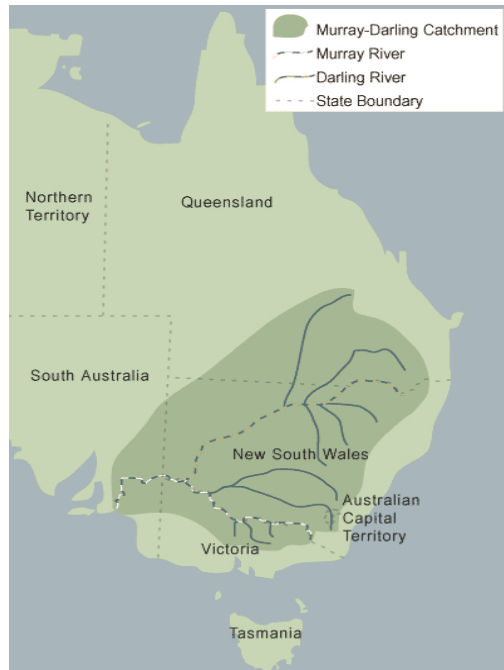 Murray-Darling Catchment
Murray River
Darling River
State Boundary
Northern
Territory
Queensland
South Australia
New South Wales
Australian
Capital
Territory
Victoria
Tasmania